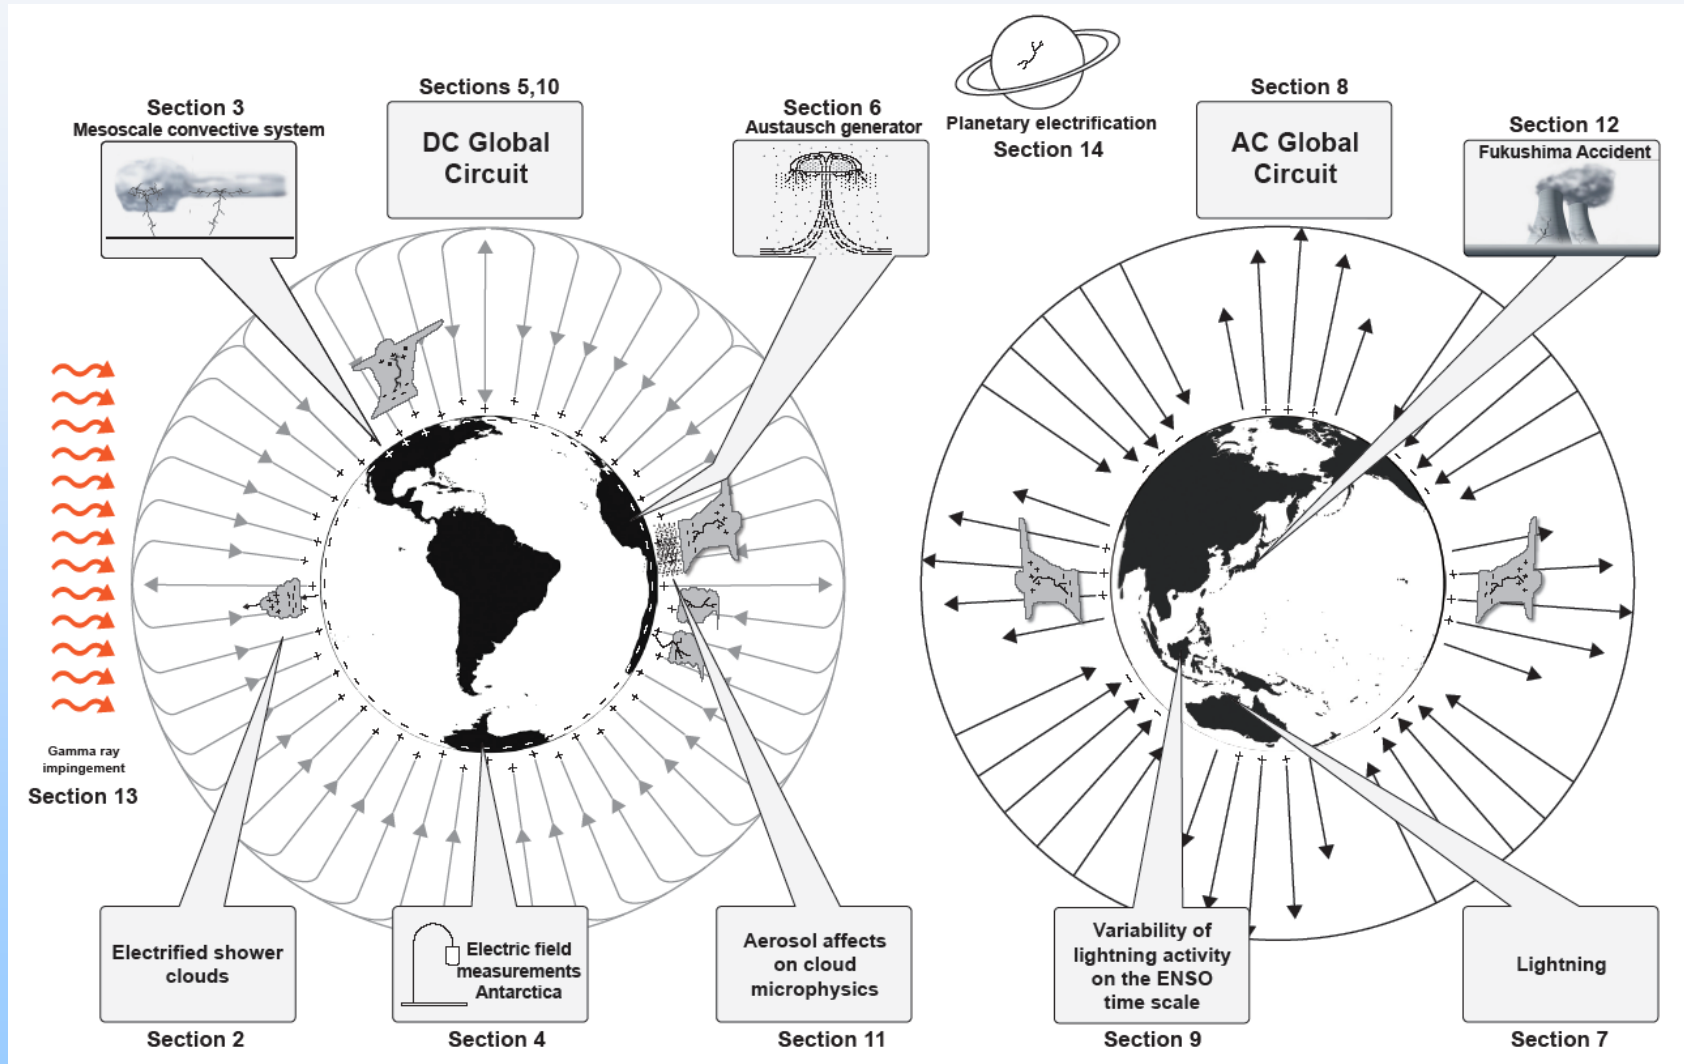 Section 3
Mesoscale convective system
Sections 5,10
DC Global
Circuit
Section 6
Austausch generator
Planetary electrification
Section 14
Section 8
AC Global
Circuit
Section 12
Fukushima Accident
Gamma ray
impingement
Section 13
Electrified shower
clouds
Section 2
Electric field
measurements
Antarctica
Section 4
Aerosol affects
on cloud
microphysics
Section 11
Variability of
lightning activity
on the ENSO
time scale
Section 9
Lightning
Section 7